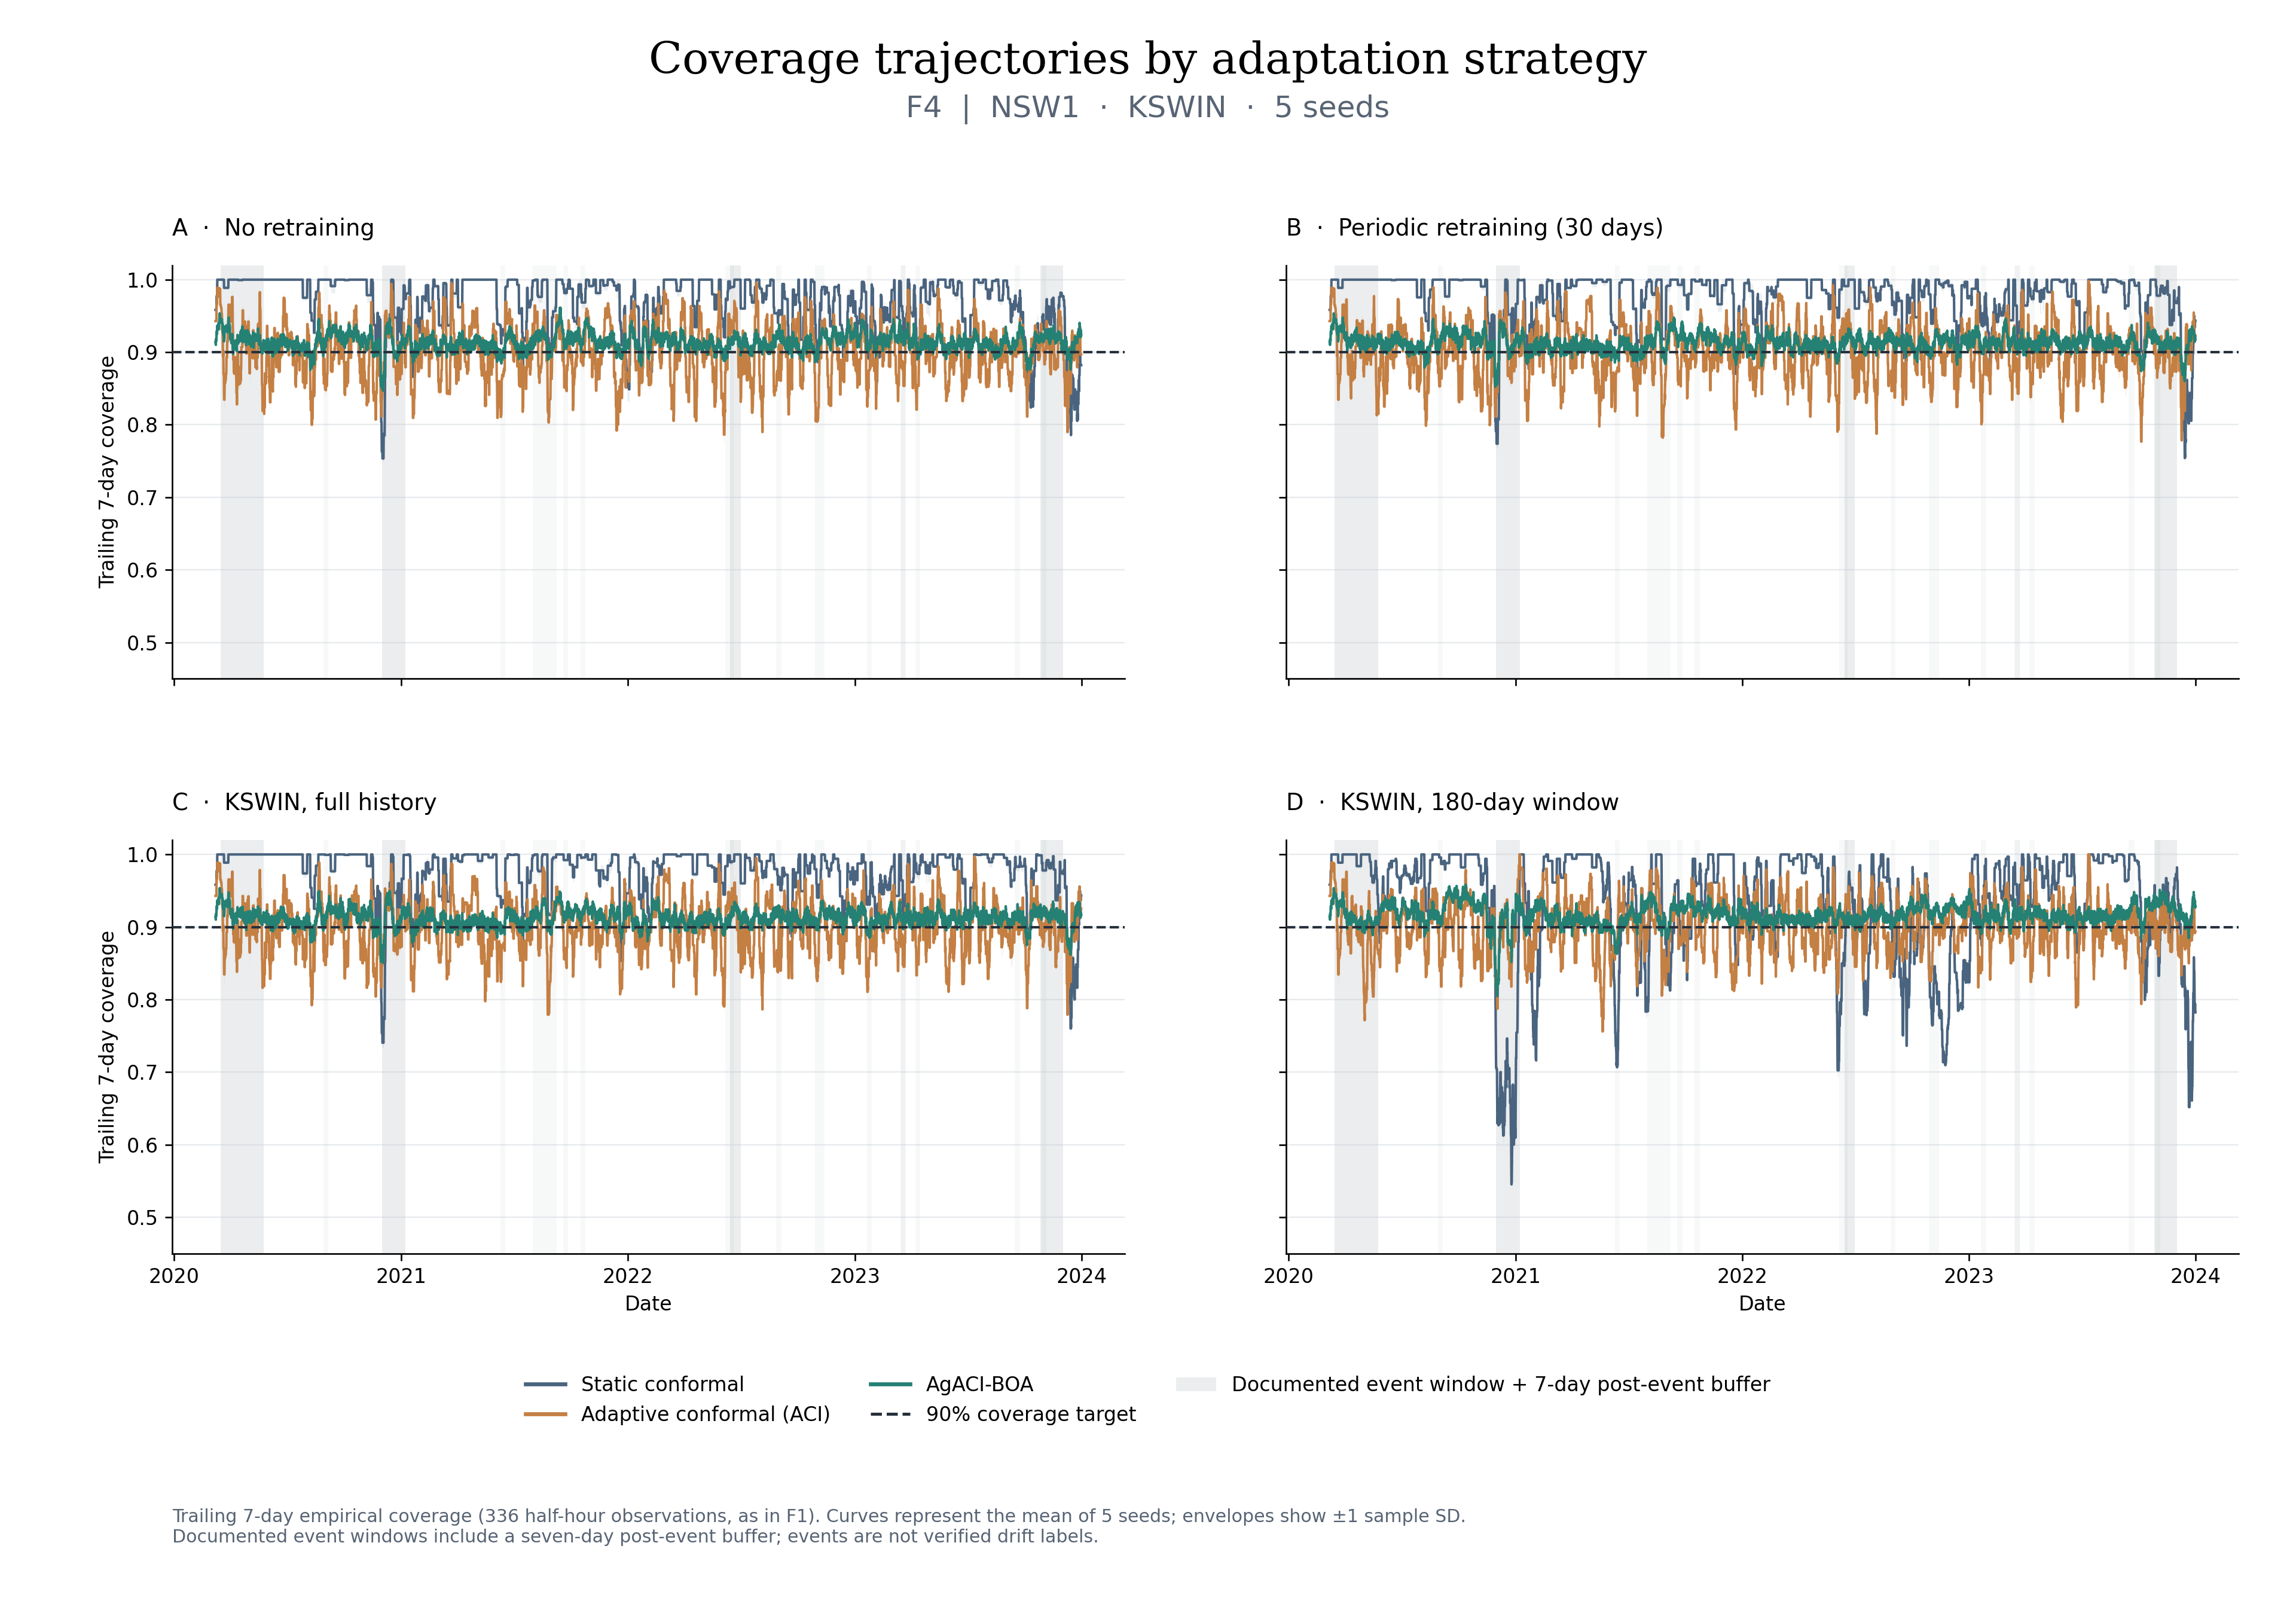 Coverage trajectories by adaptation strategy
F4 | NSW1 · KSWIN · 5 seeds
A · No retraining
B · Periodic retraining (30 days)
1.0
0.9
0.8
0.7
0.6
0.5
Trailing 7-day coverage
C · KSWIN, full history
D · KSWIN, 180-day window
1.0
0.9
0.8
0.7
0.6
0.5
Trailing 7-day coverage
2020 2021 2022 2023 2024
Date
2020 2021 2022 2023 2024
Date
Static conformal
Adaptive conformal (ACI)
AgACI-BOA
90% coverage target
Documented event window + 7-day post-event buffer
Trailing 7-day empirical coverage (336 half-hour observations, as in F1). Curves represent the mean of 5 seeds; envelopes show ±1 sample SD.
Documented event windows include a seven-day post-event buffer; events are not verified drift labels.